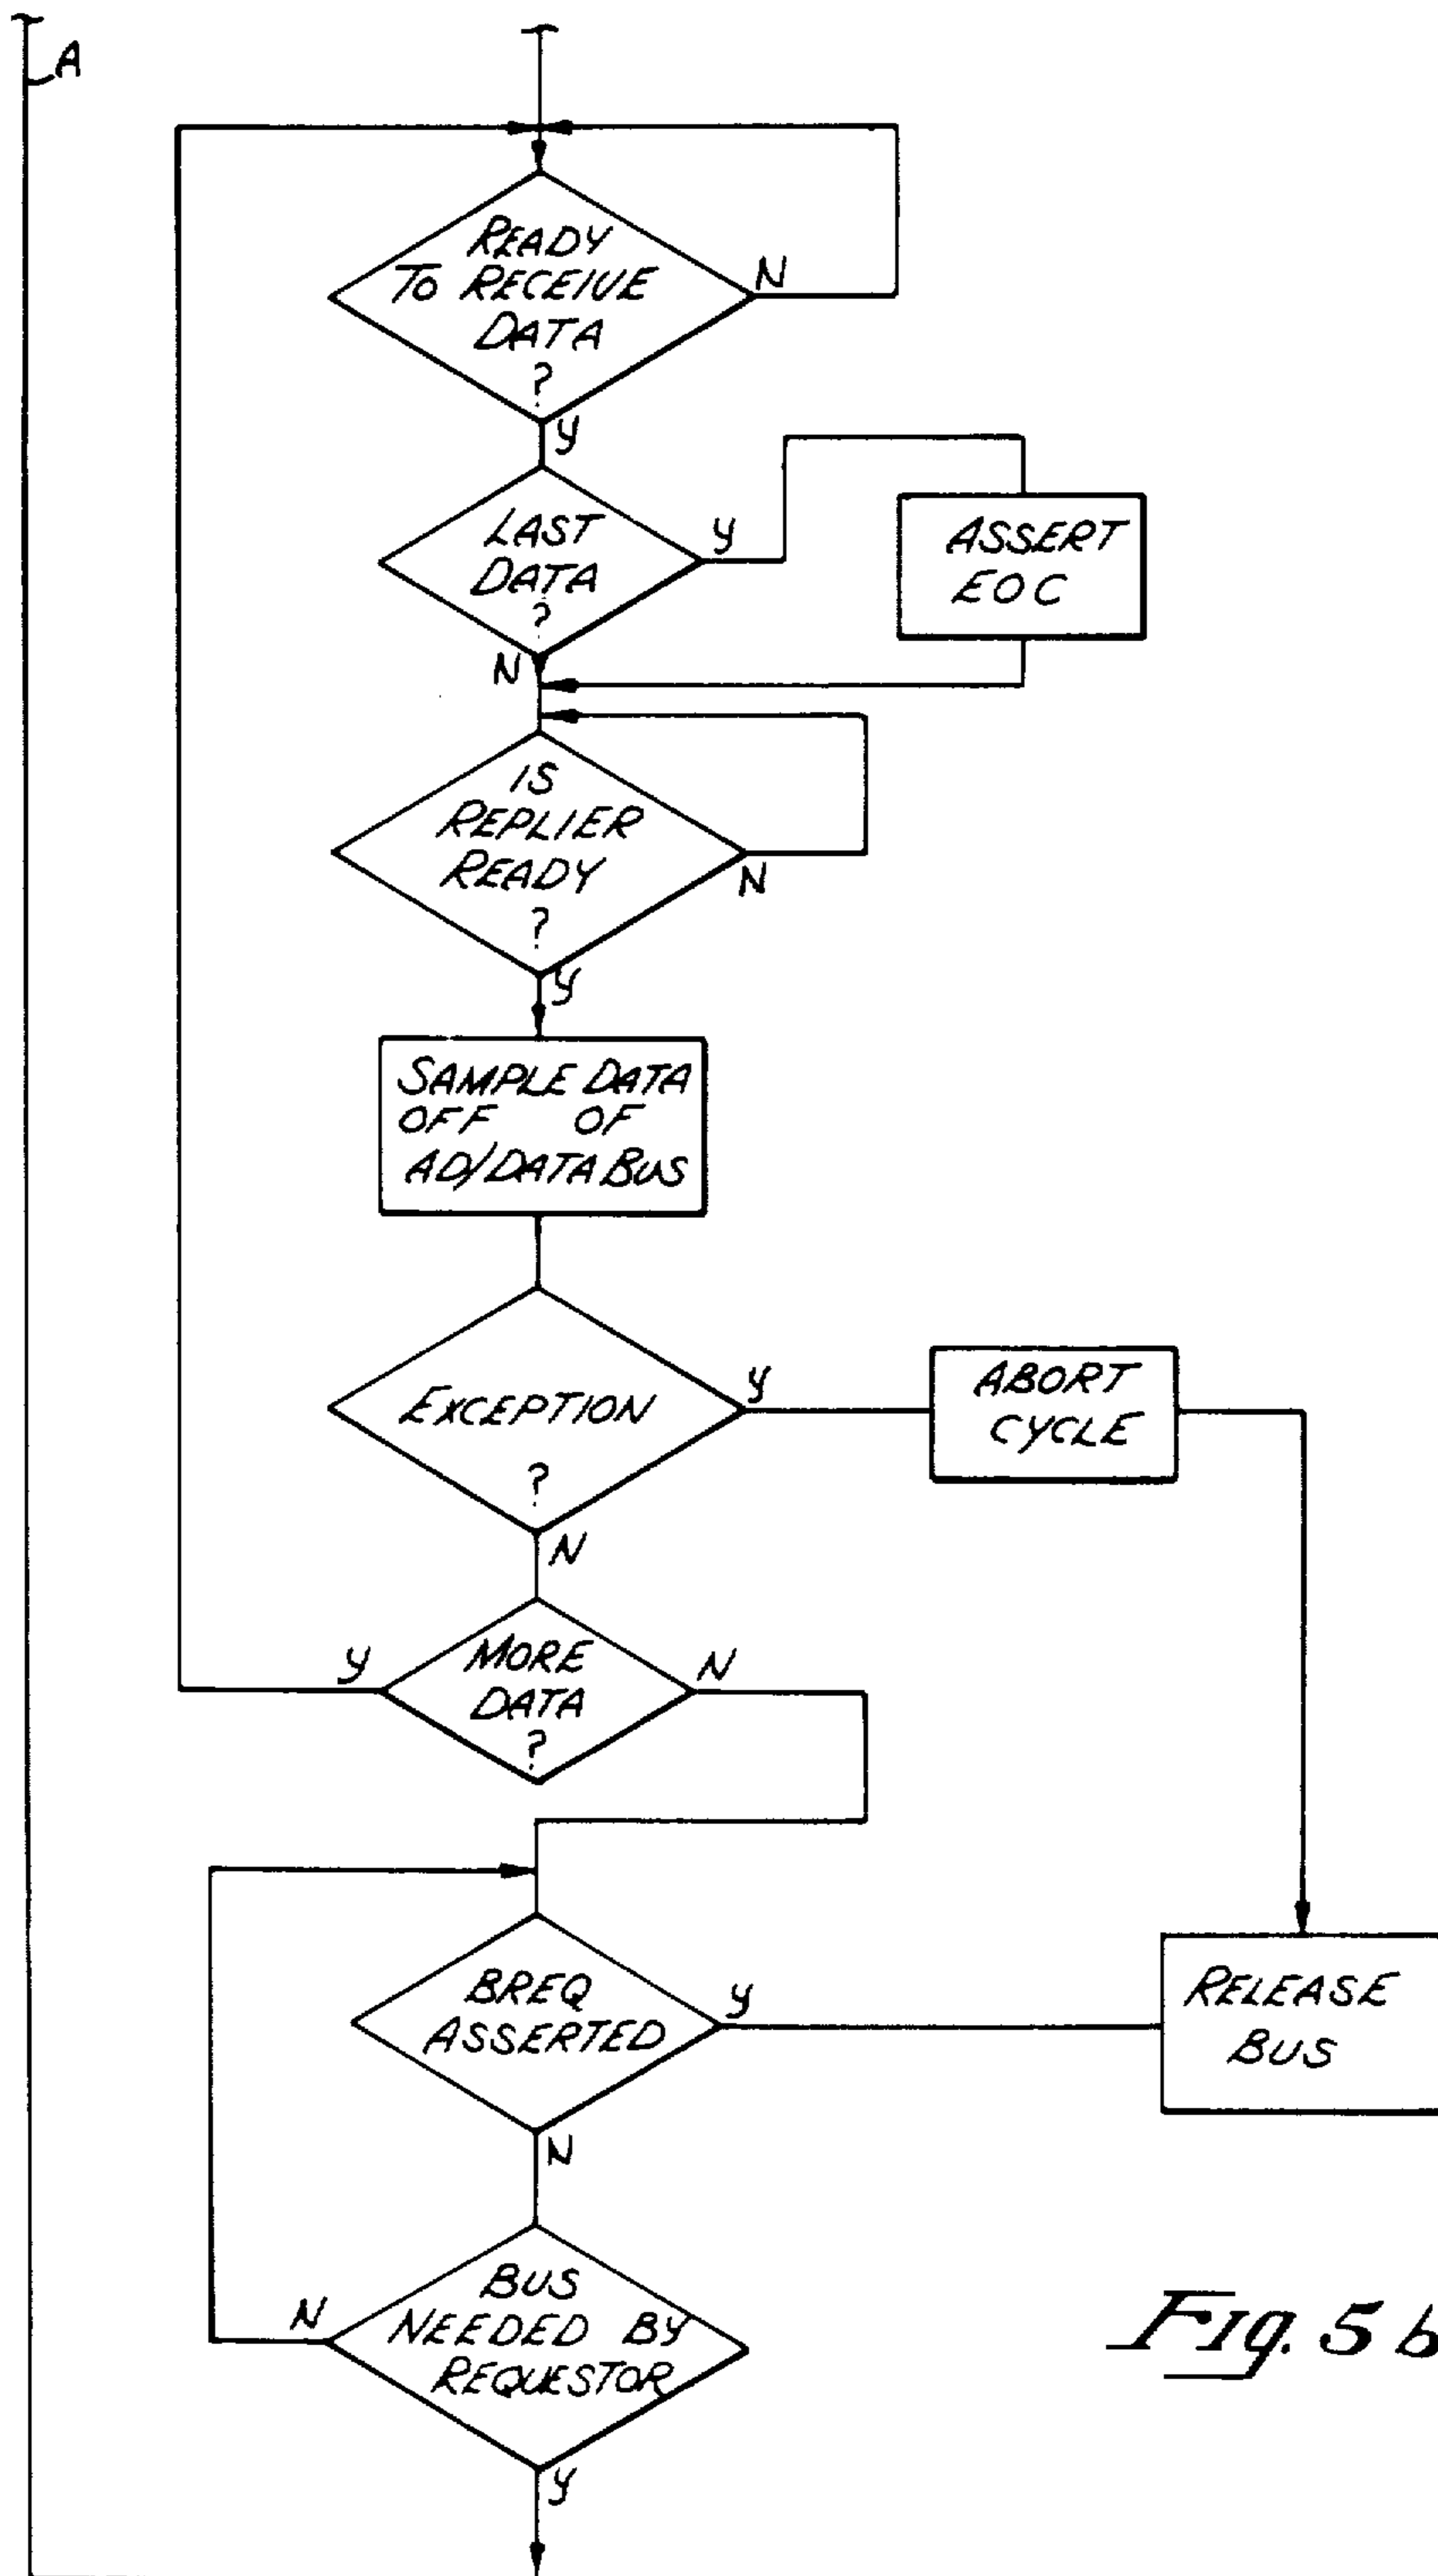 A
READY
TO RECEIVE
DATA
?
N
Y
LAST
DATA
?
Y
ASSERT
EOC
N
IS
REPLIER
READY
?
N
Y
SAMPLE DATA
OFF OF
AD/DATA BUS
EXCEPTION
?
Y
ABORT
CYCLE
N
MORE
DATA
?
Y
N
BREQ
ASSERTED
Y
RELEASE
BUS
N
BUS
NEEDED BY
REQUESTOR
N
Y
Fig. 5b